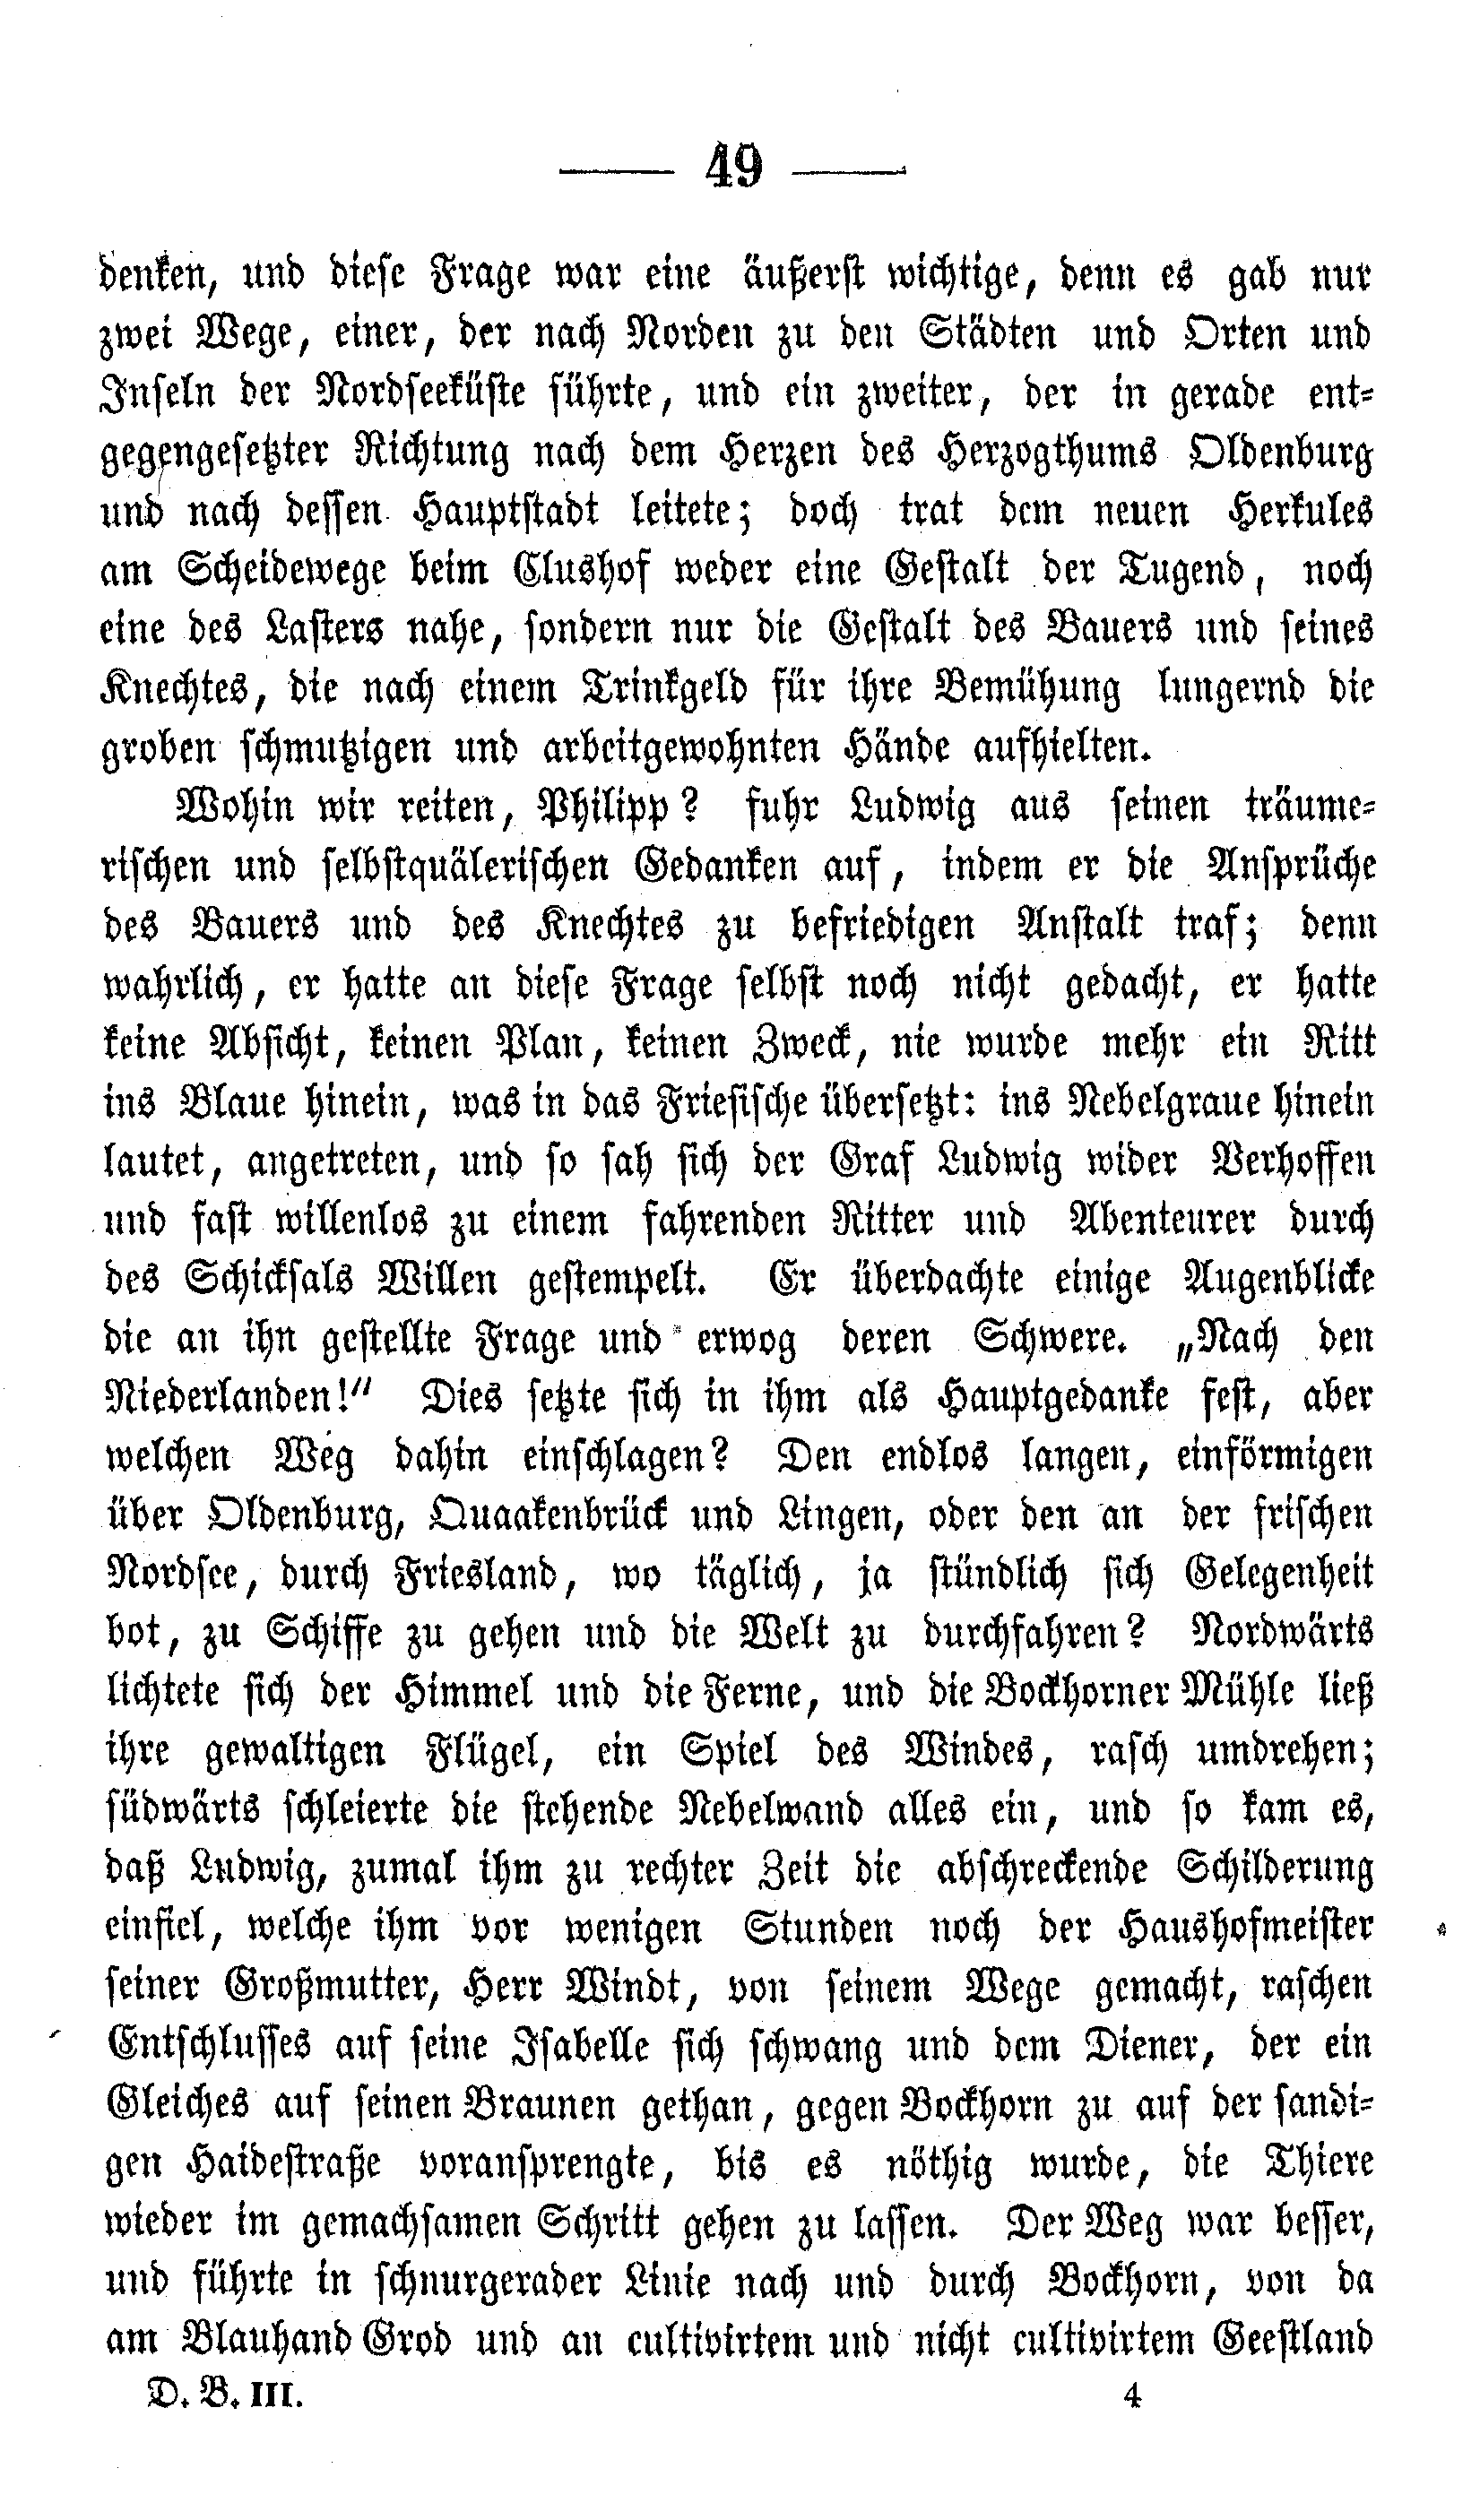 — 49 —
denken, und diese Frage war eine äußerst wichtige, denn es gab nur
zwei Wege, einer, der nach Norden zu den Städten und Orten und
Inseln der Nordseeküste führte, und ein zweiter, der in gerade ent-
gegengesetzter Richtung nach dem Herzen des Herzogthums Oldenburg
und nach dessen Hauptstadt leitete; doch trat dem neuen Herkules
am Scheidewege beim Clushof weder eine Gestalt der Tugend, noch
eine des Lasters nahe, sondern nur die Gestalt des Bauers und seines
Knechtes, die nach einem Trinkgeld für ihre Bemühung lungernd die
groben schmutzigen und arbeitgewohnten Hände aufhielten.
Wohin wir reiten, Philipp? fuhr Ludwig aus seinen träume-
rischen und selbstquälerischen Gedanken auf, indem er die Ansprüche
des Bauers und des Knechtes zu befriedigen Anstalt traf; denn
wahrlich, er hatte an diese Frage selbst noch nicht gedacht, er hatte
keine Absicht, keinen Plan, keinen Zweck, nie wurde mehr ein Ritt
ins Blaue hinein, was in das Friesische übersetzt: ins Nebelgraue hinein
lautet, angetreten, und so sah sich der Graf Ludwig wider Verhoffen
und fast willenlos zu einem fahrenden Ritter und Abenteurer durch
des Schicksals Willen gestempelt. Er überdachte einige Augenblicke
die an ihn gestellte Frage und erwog deren Schwere. „Nach den
Niederlanden!“ Dies setzte sich in ihm als Hauptgedanke fest, aber
welchen Weg dahin einschlagen? Den endlos langen, einförmigen
über Oldenburg, Quaakenbrück und Lingen, oder den an der frischen
Nordsee, durch Friesland, wo täglich, ja stündlich sich Gelegenheit
bot, zu Schiffe zu gehen und die Welt zu durchfahren? Nordwärts
lichtete sich der Himmel und die Ferne, und die Bockhorner Mühle ließ
ihre gewaltigen Flügel, ein Spiel des Windes, rasch umdrehen;
südwärts schleierte die stehende Nebelwand alles ein, und so kam es,
daß Ludwig, zumal ihm zu rechter Zeit die abschreckende Schilderung
einfiel, welche ihm vor wenigen Stunden noch der Haushofmeister
seiner Großmutter, Herr Windt, von seinem Wege gemacht, raschen
Entschlusses auf seine Isabelle sich schwang und dem Diener, der ein
Gleiches auf seinen Braunen gethan, gegen Bockhorn zu auf der sandi-
gen Haidestraße voransprengte, bis es nöthig wurde, die Thiere
wieder im gemachsamen Schritt gehen zu lassen. Der Weg war besser,
und führte in schnurgerader Linie nach und durch Bockhorn, von da
am Blauhand Grod und an cultivirtem und nicht cultivirtem Geestland
D. B. III. 4